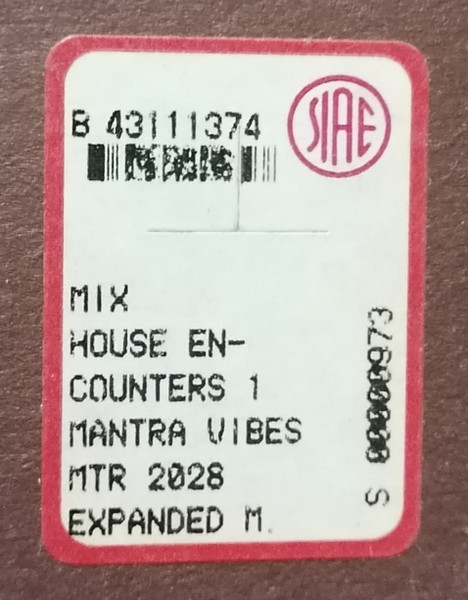 B 43111374
SIAE
MIX
HOUSE EN-
COUNTERS 1
MANTRA VIBES
MTR 2028
EXPANDED M.
S 00000973